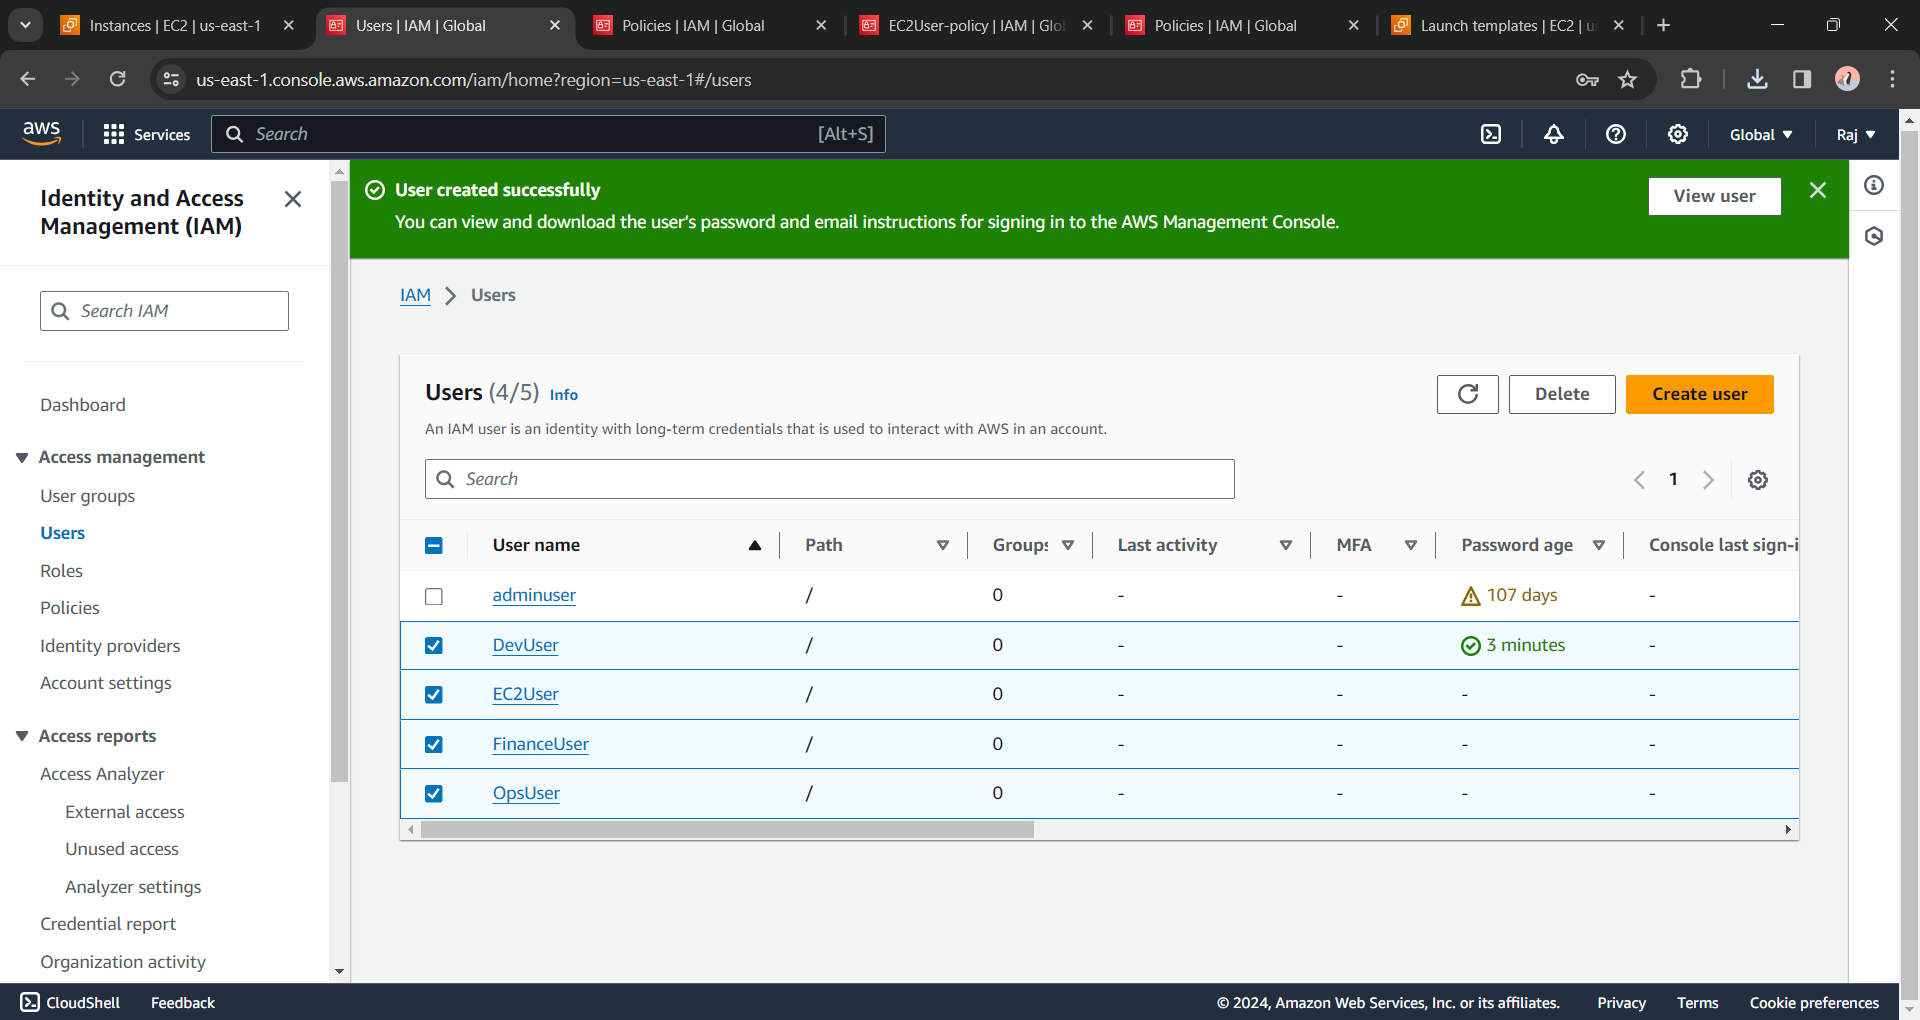 Instances | EC2 | us-east-1
Users | IAM | Global
Policies | IAM | Global
EC2User-policy | IAM | Glo
Policies | IAM | Global
Launch templates | EC2 | u
us-east-1.console.aws.amazon.com/iam/home?region=us-east-1#/users
aws
Services
Search
[Alt+S]
Global
Raj
Identity and Access
Management (IAM)
Search IAM
Dashboard
Access management
User groups
Users
Roles
Policies
Identity providers
Account settings
Access reports
Access Analyzer
External access
Unused access
Analyzer settings
Credential report
Organization activity
User created successfully
You can view and download the user's password and email instructions for signing in to the AWS Management Console.
View user
IAM > Users
Users (4/5) Info
Delete
Create user
An IAM user is an identity with long-term credentials that is used to interact with AWS in an account.
Search
1
User name Path Groups Last activity MFA Password age Console last sign-i
adminuser / 0 - - 107 days -
DevUser / 0 - - 3 minutes -
EC2User / 0 - - - -
FinanceUser / 0 - - - -
OpsUser / 0 - - - -
CloudShell Feedback
© 2024, Amazon Web Services, Inc. or its affiliates. Privacy Terms Cookie preferences